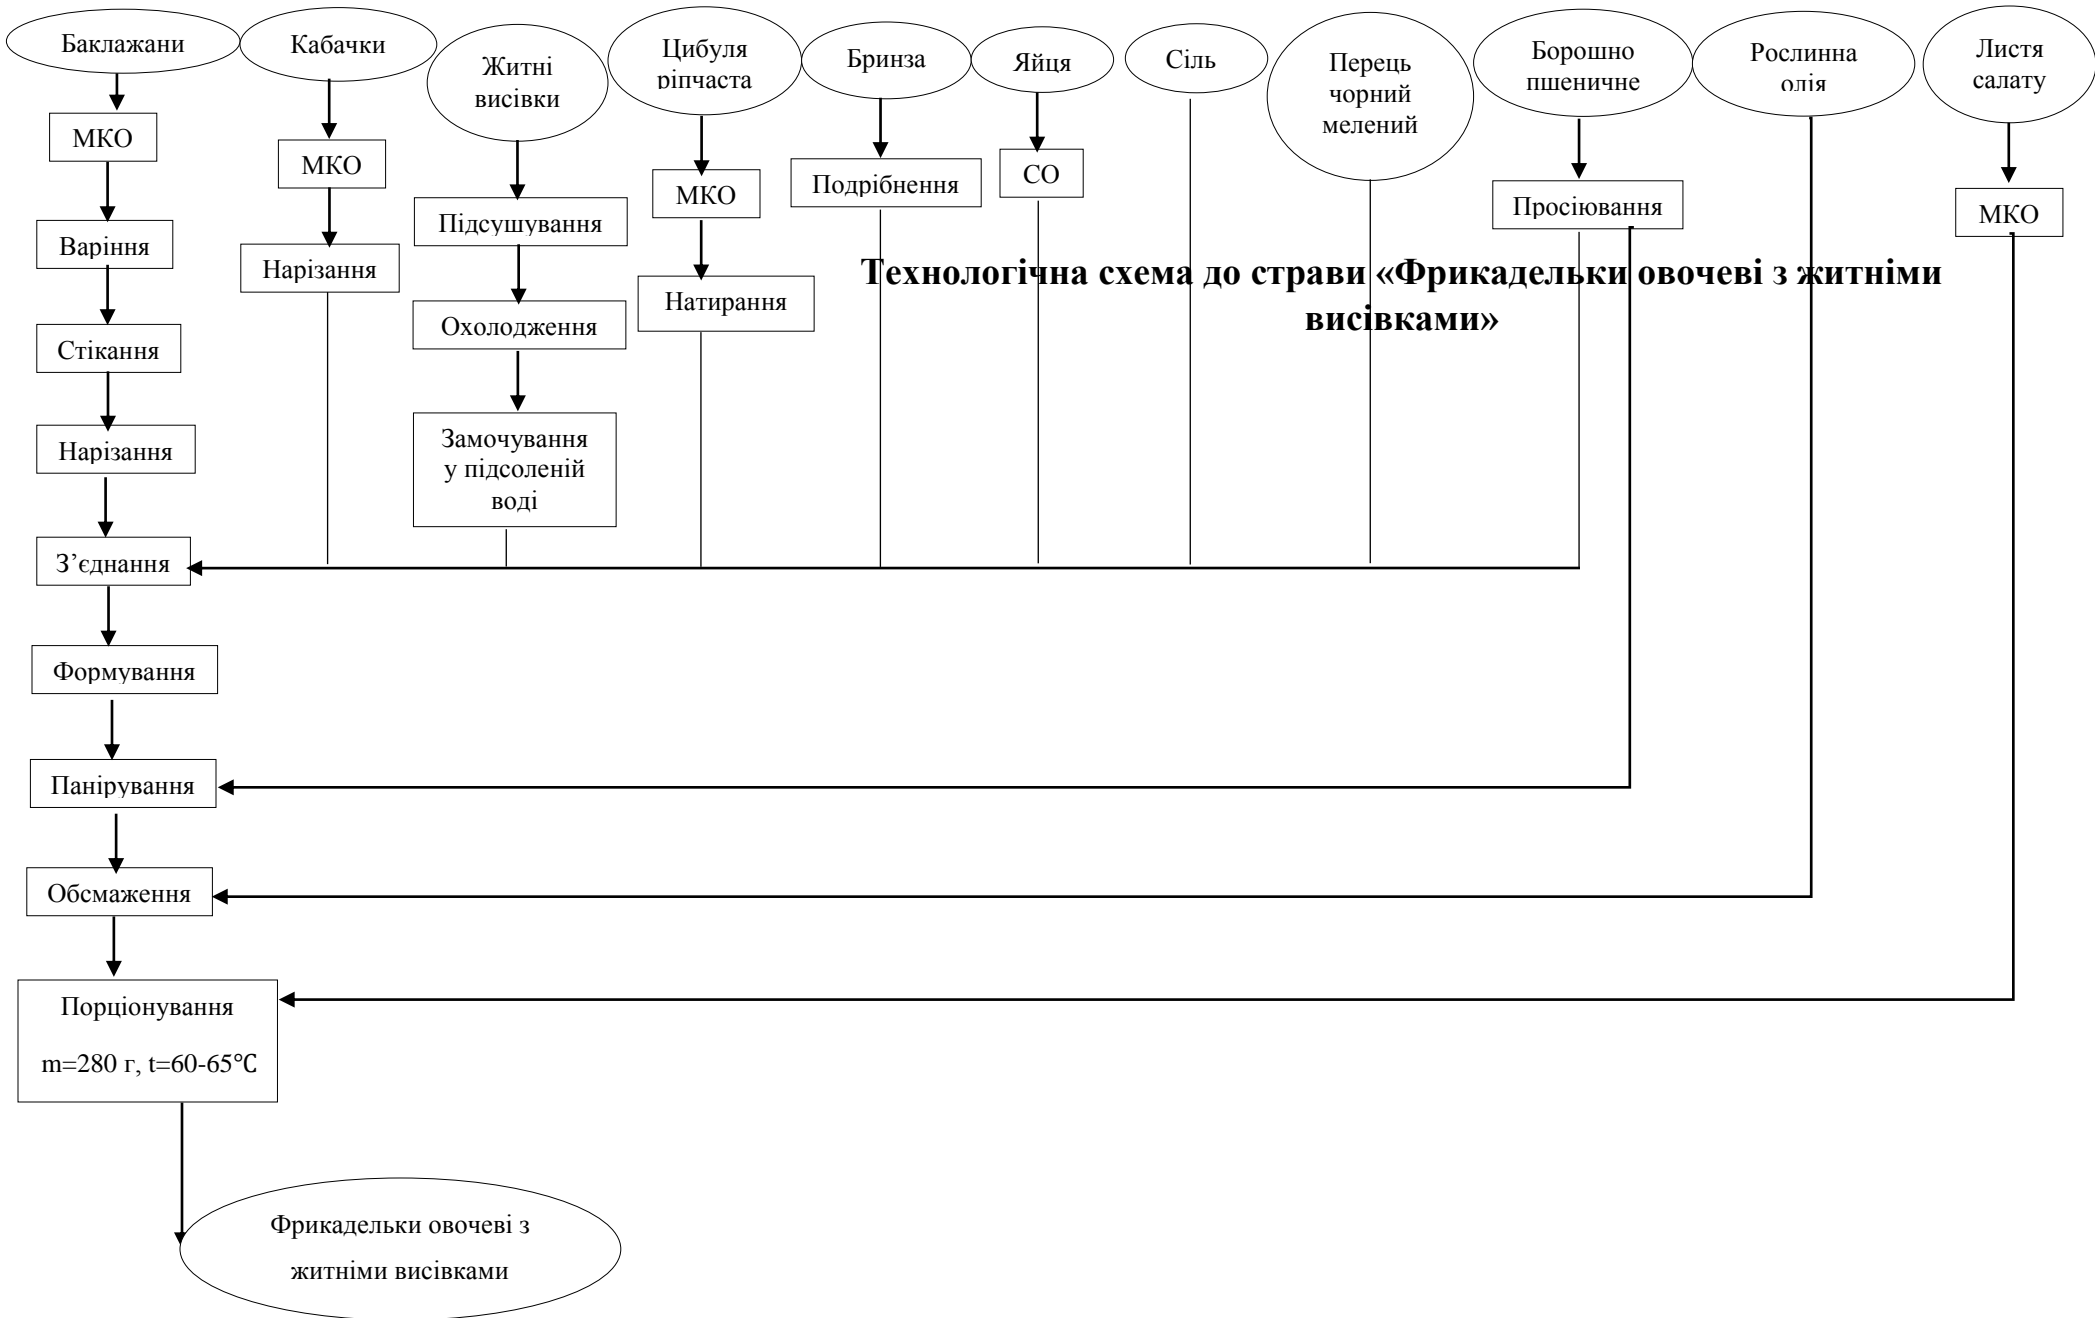 Баклажани
Кабачки
Житні
висівки
Цибуля
ріпчаста
Бринза
Яйця
Сіль
Перець
чорний
мелений
Борошно
пшеничне
Рослинна
олія
Листя
салату
МКО
МКО
Підсушування
МКО
Подрібнення
СО
Просіювання
МКО
Варіння
Нарізання
Охолодження
Натирання
Технологічна схема до страви «Фрикадельки овочеві з житніми
висівками»
Стікання
Замочування
у підсоленій
воді
Нарізання
З’єднання
Формування
Панірування
Обсмаження
Порціонування
m=280 г, t=60-65℃
Фрикадельки овочеві з
житніми висівками